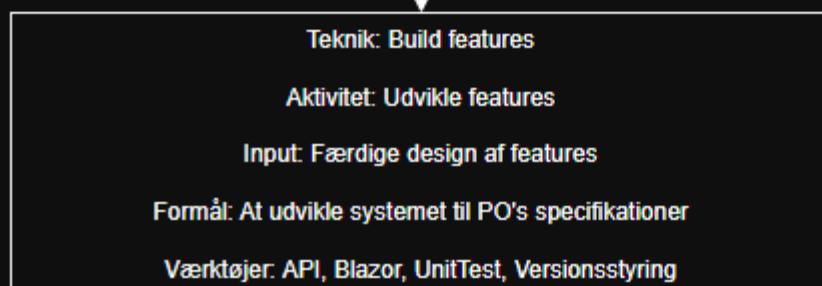 Teknik: Build features
Aktivitet: Udvikle features
Input: Færdige design af features
Formål: At udvikle systemet til PO's specifikationer
Værktøjer: API, Blazor, UnitTest, Versionsstyring